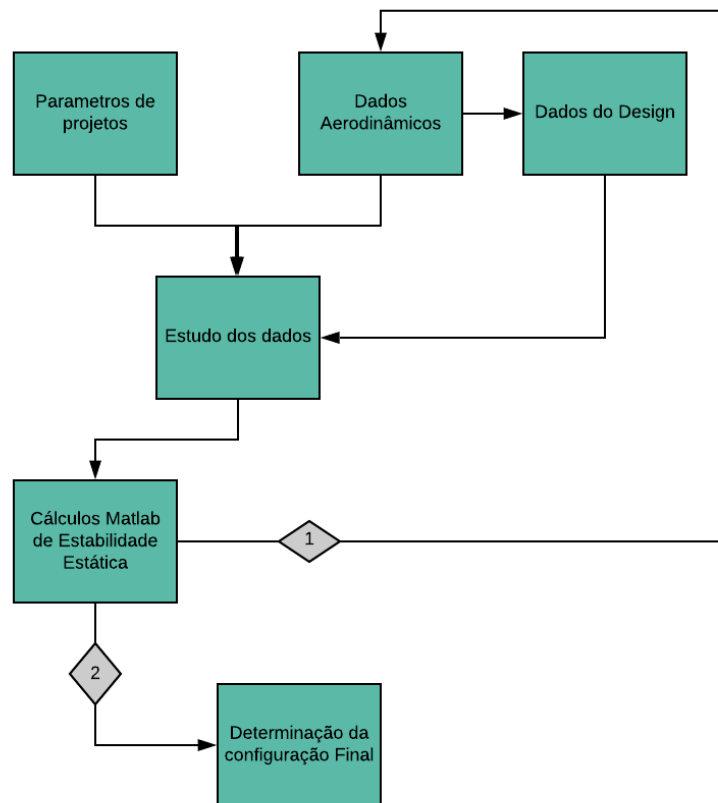 Parametros de
projetos
Dados
Aerodinâmicos
Dados do Design
Estudo dos dados
Cálculos Matlab
de Estabilidade
Estática
1
2
Determinação da
configuração Final